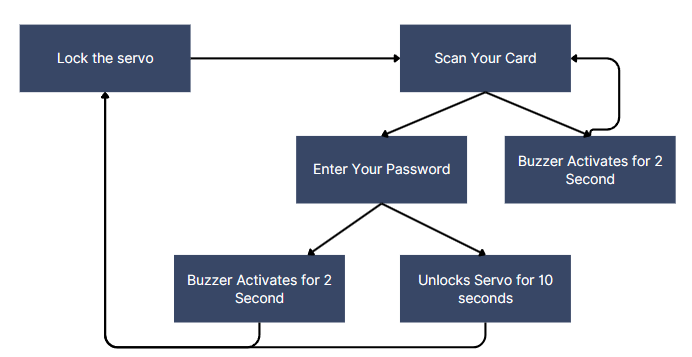 Lock the servo
Scan Your Card
Enter Your Password
Buzzer Activates for 2
Second
Buzzer Activates for 2
Second
Unlocks Servo for 10
seconds